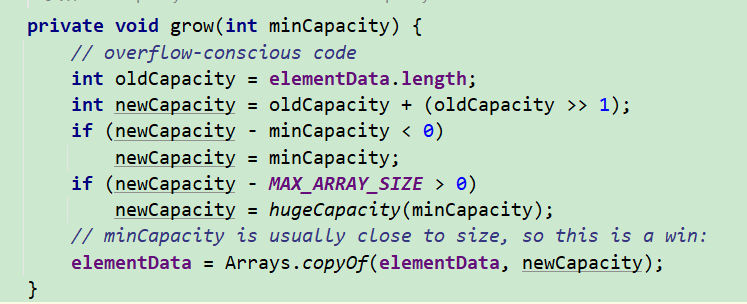 private void grow(int minCapacity) {
    // overflow-conscious code
    int oldCapacity = elementData.length;
    int newCapacity = oldCapacity + (oldCapacity >> 1);
    if (newCapacity - minCapacity < 0)
        newCapacity = minCapacity;
    if (newCapacity - MAX_ARRAY_SIZE > 0)
        newCapacity = hugeCapacity(minCapacity);
    // minCapacity is usually close to size, so this is a win:
    elementData = Arrays.copyOf(elementData, newCapacity);
}